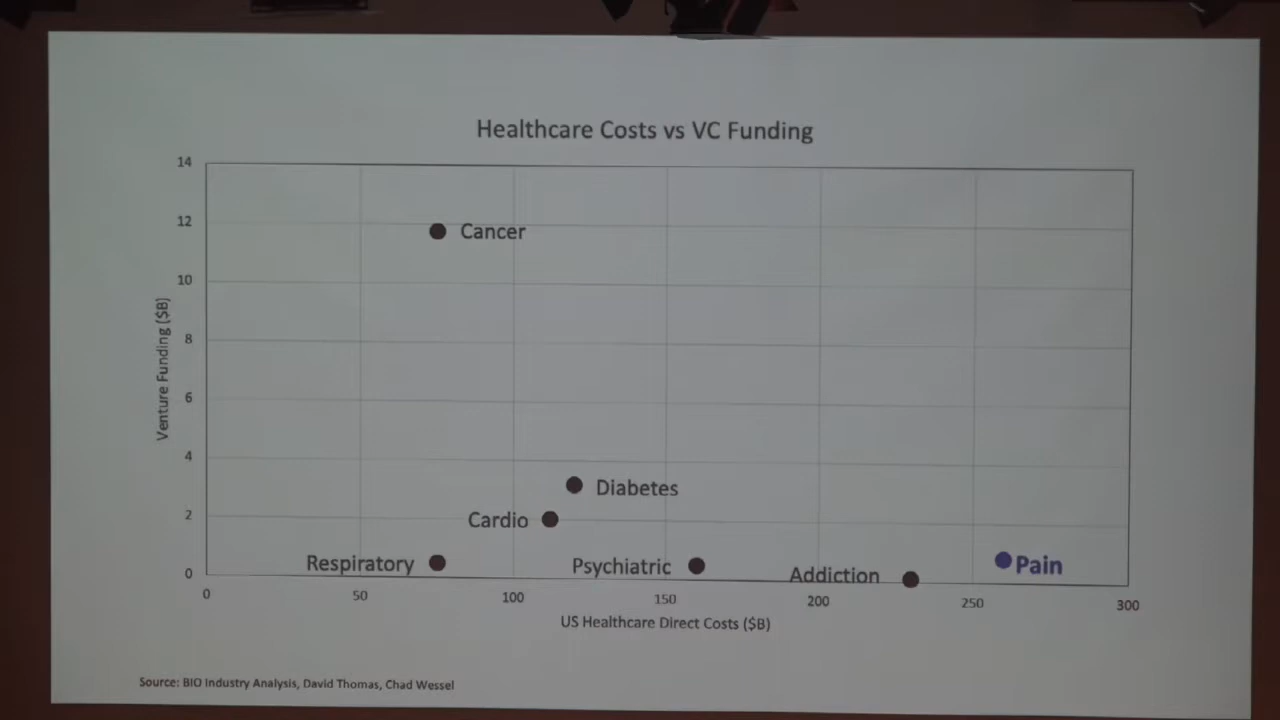 Healthcare Costs vs VC Funding
14
12
10
8
6
4
2
0
Venture Funding ($B)
Cancer
Diabetes
Cardio
Respiratory
Psychiatric
Addiction
Pain
0 50 100 150 200 250 300
US Healthcare Direct Costs ($B)
Source: BIO Industry Analysis, David Thomas, Chad Wessel